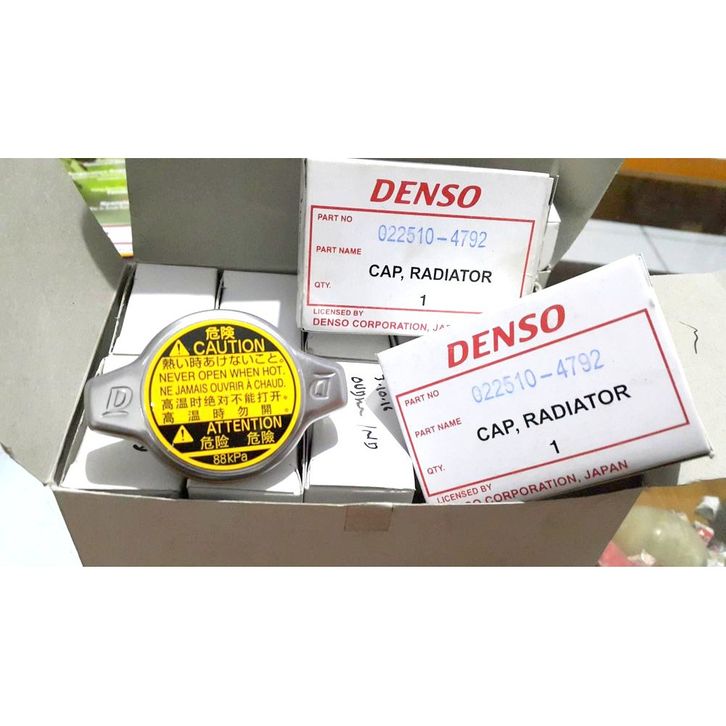 DENSO
PART NO
022510-4792
PART NAME
CAP, RADIATOR
QTY.
1
LICENSED BY
DENSO CORPORATION, JAPA
DENSO
PART NO
022510-4792
PART NAME
CAP, RADIATOR
QTY.
1
LICENSED BY
SO CORPORATION, JAPAN
危険
CAUTION
熱い時あけないこと。
NEVER OPEN WHEN HOT.
NE JAMAIS OUVRIR À CHAUD.
高温时绝对不能打开。
高温時勿開。
ATTENTION
危险 危險
88kPa
D
D